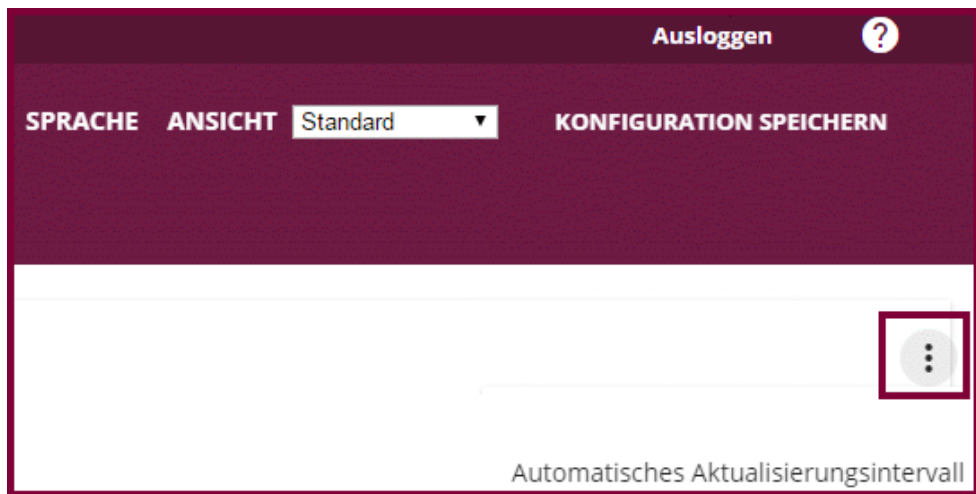 Ausloggen ?
SPRACHE ANSICHT Standard KONFIGURATION SPEICHERN
Automatisches Aktualisierungsintervall